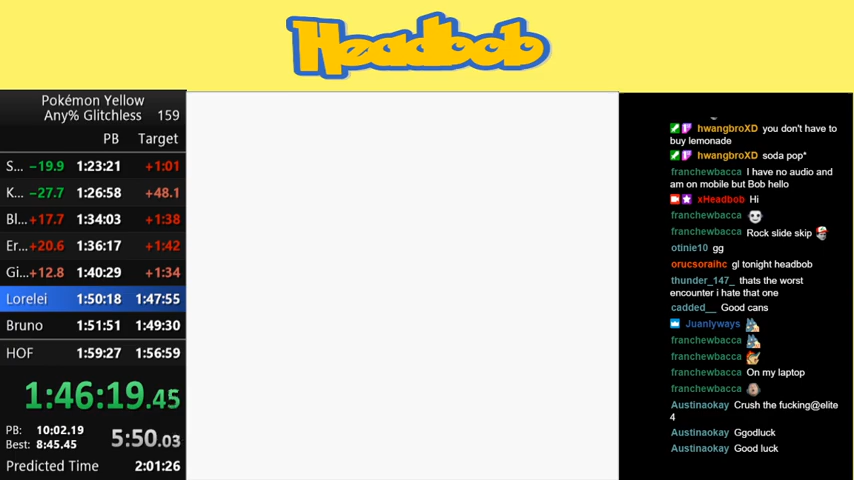 Headbob
Pokémon Yellow
Any% Glitchless 159
PB Target
S... −19.9 1:23:21 +1:01
K... −27.7 1:26:58 +48.1
Bl... +17.7 1:34:03 +1:38
Er... +20.6 1:36:17 +1:42
Gi... +12.8 1:40:29 +1:34
Lorelei 1:50:18 1:47:55
Bruno 1:51:51 1:49:30
HOF 1:59:27 1:56:59
1:46:19.45
PB: 10:02.19
Best: 8:45.45
5:50.03
Predicted Time 2:01:26
hwangbroXD you don't have to
buy lemonade
hwangbroXD soda pop*
franchewbacca I have no audio and
am on mobile but Bob hello
xHeadbob Hi
franchewbacca
franchewbacca Rock slide skip
otinie10 gg
orucsoraihc gl tonight headbob
thunder_147_ thats the worst
encounter i hate that one
cadded__ Good cans
Juanlyways
franchewbacca
franchewbacca
franchewbacca On my laptop
franchewbacca
Austinaokay Crush the fucking@elite
4
Austinaokay Ggodluck
Austinaokay Good luck